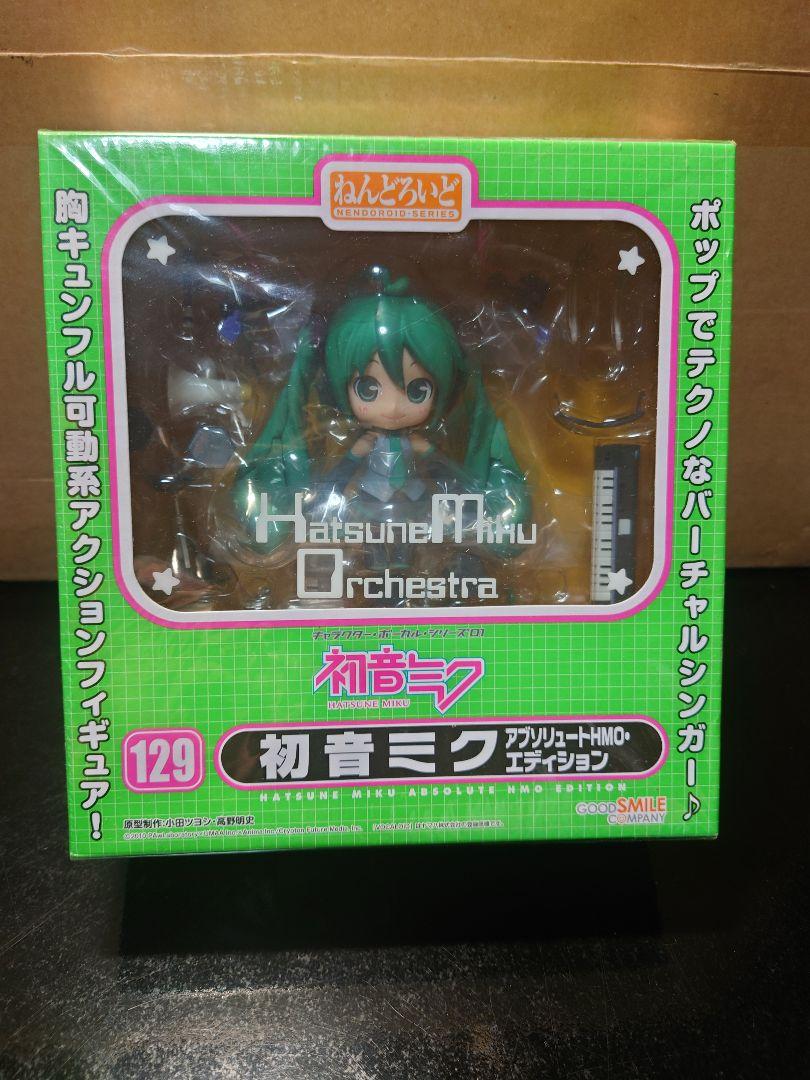 ねんどろいど
NENDOROID・SERIES
ポップでテクノなバーチャルシンガー♪
胸キュンフル可動系アクションフィギュア!
HatsuneMiku
Orchestra
キャラクター・ボーカル・シリーズ01
初音ミク
HATSUNE MIKU
129
初音ミク アブソリュートHMO・
エディション
HATSUNE MIKU ABSOLUTE HMO EDITION
原型制作:小田ツヨシ・高野明史
GOOD SMILE
COMPANY